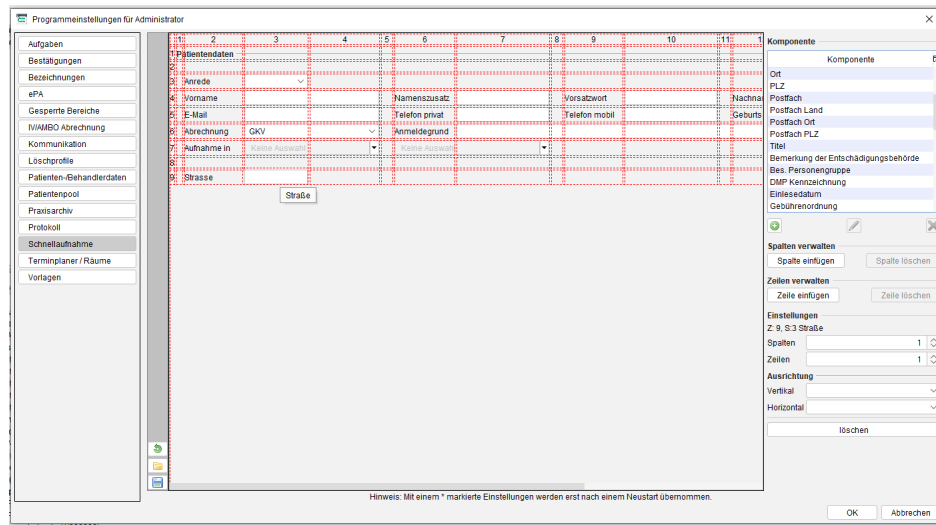 Programmeinstellungen für Administrator
Aufgaben
Bestätigungen
Bezeichnungen
ePA
Gesperrte Bereiche
IV/AMBO Abrechnung
Kommunikation
Löschprofile
Patienten-/Behandlerdaten
Patientenpool
Praxisarchiv
Protokoll
Schnellaufnahme
Terminplaner / Räume
Vorlagen
1 2 3 4 5 6 7 8 9 10 11 1
1 Patientendaten
2
3 Anrede
4 Vorname Namenszusatz Vorsatzwort Nachna
5 E-Mail Telefon privat Telefon mobil Geburts
6 Abrechnung GKV Anmeldegrund
7 Aufnahme in Keine Auswahl Keine Auswahl
8
9 Strasse
Straße
Komponente
Komponente
Ort
PLZ
Postfach
Postfach Land
Postfach Ort
Postfach PLZ
Titel
Bemerkung der Entschädigungsbehörde
Bes. Personengruppe
DMP Kennzeichnung
Einlesedatum
Gebührenordnung
Spalten verwalten
Spalte einfügen Spalte löschen
Zeilen verwalten
Zeile einfügen Zeile löschen
Einstellungen
Z: 9, S:3 Straße
Spalten 1
Zeilen 1
Ausrichtung
Vertikal
Horizontal
löschen
Hinweis: Mit einem * markierte Einstellungen werden erst nach einem Neustart übernommen.
OK Abbrechen